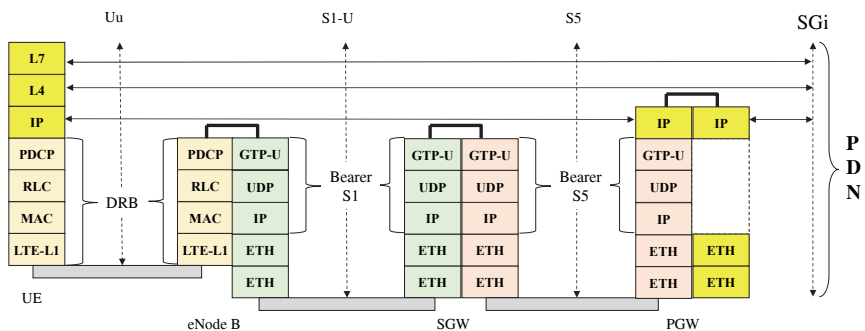 Uu S1-U S5 SGi
L7
L4
IP IP IP
PDCP PDCP GTP-U GTP-U GTP-U GTP-U
RLC DRB RLC UDP Bearer S1 UDP UDP Bearer S5 UDP
MAC MAC IP IP IP IP
LTE-L1 LTE-L1 ETH ETH ETH ETH ETH
ETH ETH ETH ETH ETH
UE
eNode B SGW PGW
P
D
N